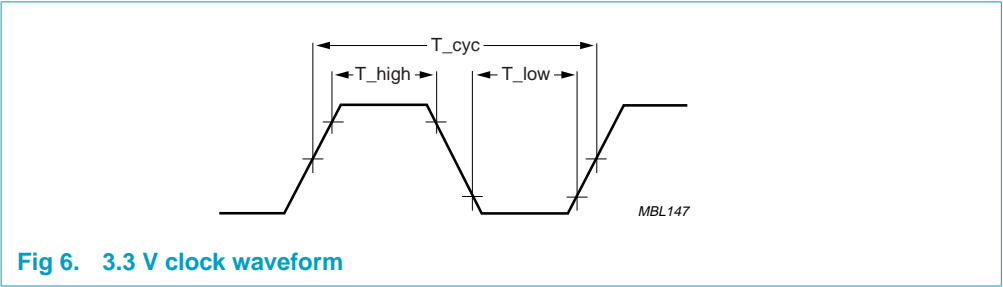 T_cyc
T_high
T_low
MBL147
Fig 6. 3.3 V clock waveform